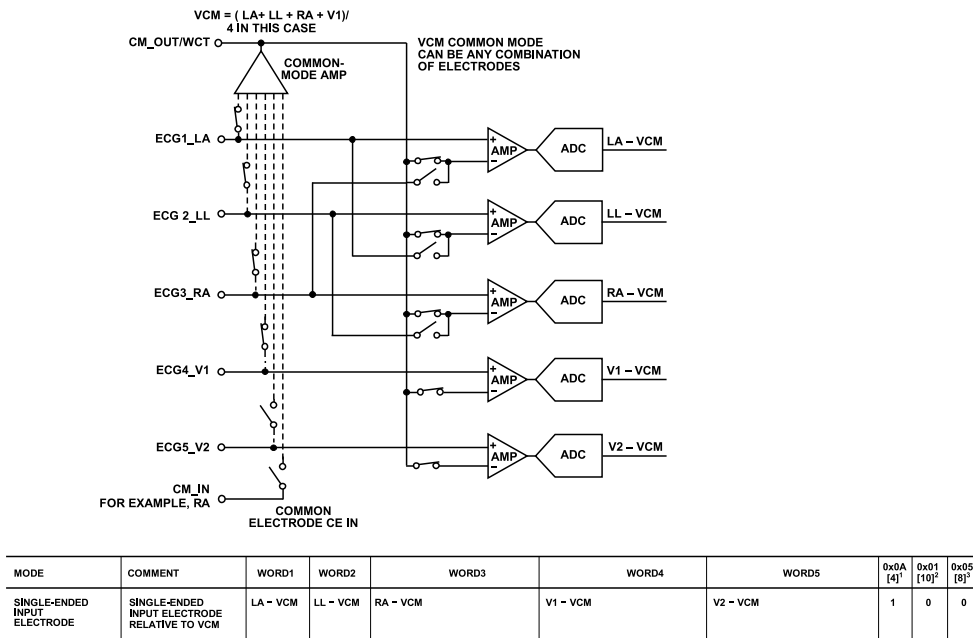 VCM = ( LA+ LL + RA + V1)/
4 IN THIS CASE
CM_OUT/WCT
COMMON-
MODE AMP
VCM COMMON MODE
CAN BE ANY COMBINATION
OF ELECTRODES
ECG1_LA
+
AMP
–
ADC
LA – VCM
ECG 2_LL
+
AMP
–
ADC
LL – VCM
ECG3_RA
+
AMP
–
ADC
RA – VCM
ECG4_V1
+
AMP
–
ADC
V1 – VCM
ECG5_V2
+
AMP
–
ADC
V2 – VCM
CM_IN
FOR EXAMPLE, RA
COMMON
ELECTRODE CE IN
MODE COMMENT WORD1 WORD2 WORD3 WORD4 WORD5 0x0A [4]1 0x01 [10]2 0x05 [8]3
SINGLE-ENDED INPUT ELECTRODE SINGLE-ENDED INPUT ELECTRODE RELATIVE TO VCM LA – VCM LL – VCM RA – VCM V1 – VCM V2 – VCM 1 0 0